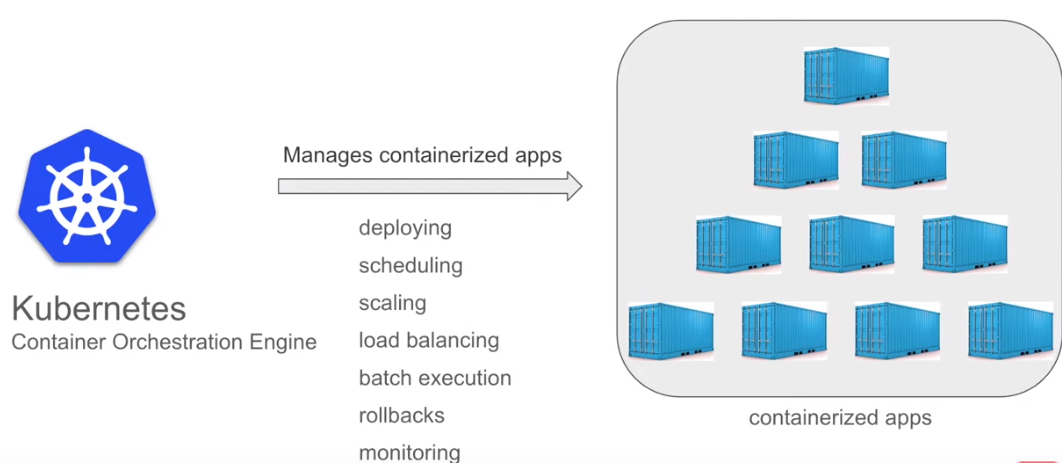 Manages containerized apps
deploying
scheduling
scaling
load balancing
batch execution
rollbacks
monitoring
Kubernetes
Container Orchestration Engine
containerized apps